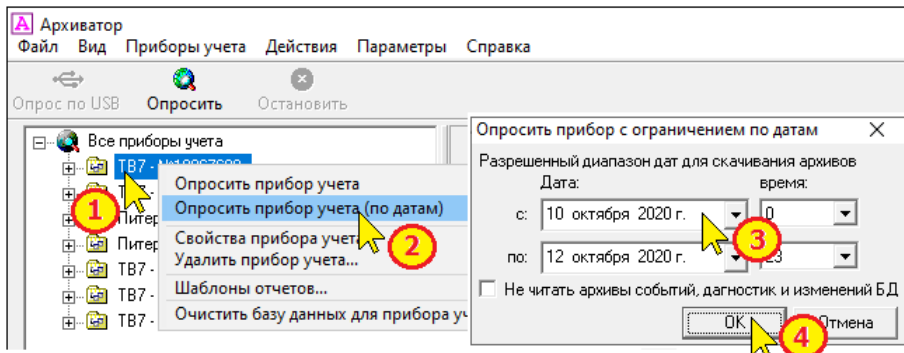 Архиватор
Файл Вид Приборы учета Действия Параметры Справка
Опрос по USB Опросить Остановить
Все приборы учета
ТВ7 -
Питер
Питер
ТВ7 -
ТВ7 -
ТВ7 -
Опросить прибор учета
Опросить прибор учета (по датам)
Свойства прибора
Удалить прибор учета...
Шаблоны отчетов...
Очистить базу данных для прибора уч
1
2
Опросить прибор с ограничением по датам
Разрешенный диапазон дат для скачивания архивов
Дата: время:
с: 10 октября 2020 г. 0
по: 12 октября 2020 г. 23
3
Не читать архивы событий, дагностик и изменений БД
OK Отмена
4